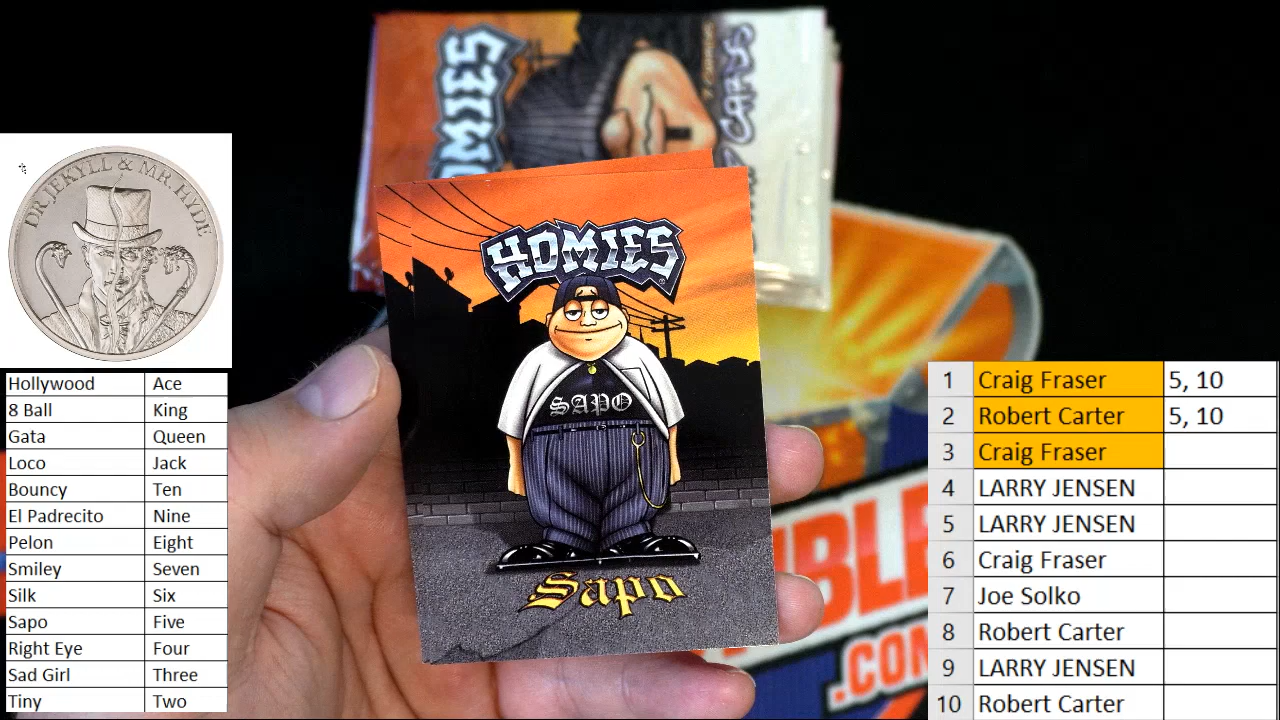 HOMIES
CARDS
DR. JEKYLL & MR. HYDE
HOMIES
SAPO
Sapo
Hollywood Ace
8 Ball King
Gata Queen
Loco Jack
Bouncy Ten
El Padrecito Nine
Pelon Eight
Smiley Seven
Silk Six
Sapo Five
Right Eye Four
Sad Girl Three
Tiny Two
1 Craig Fraser 5, 10
2 Robert Carter 5, 10
3 Craig Fraser
4 LARRY JENSEN
5 LARRY JENSEN
6 Craig Fraser
7 Joe Solko
8 Robert Carter
9 LARRY JENSEN
10 Robert Carter
.COM